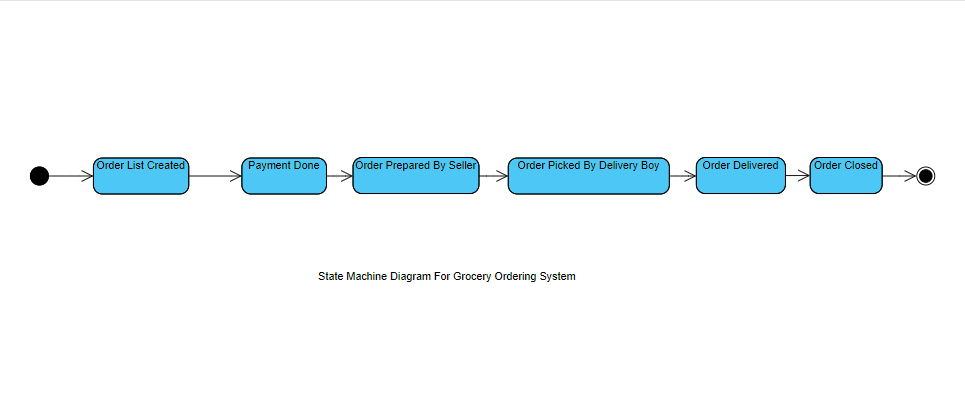 Order List Created
Payment Done
Order Prepared By Seller
Order Picked By Delivery Boy
Order Delivered
Order Closed
State Machine Diagram For Grocery Ordering System